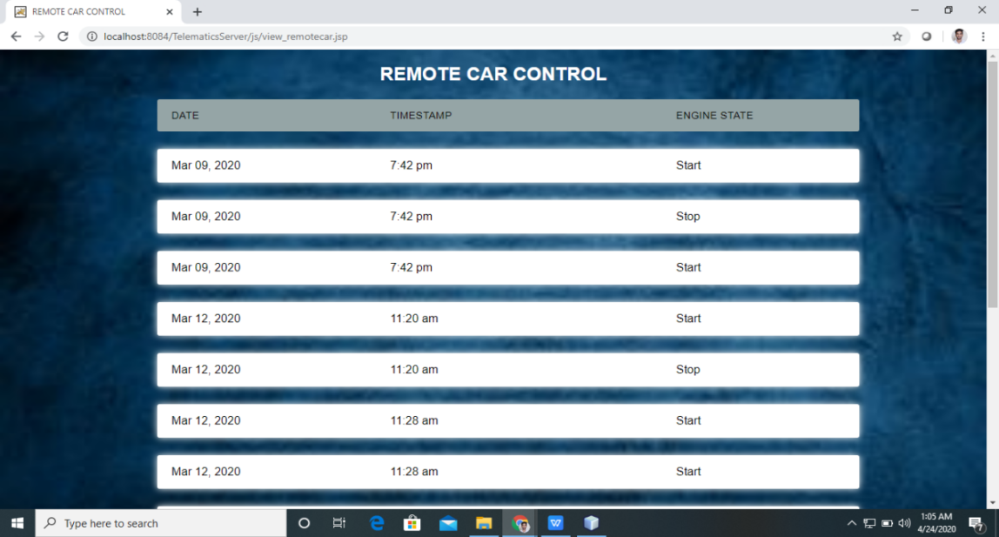 REMOTE CAR CONTROL
localhost:8084/TelematicsServer/js/view_remotecar.jsp
REMOTE CAR CONTROL
DATE TIMESTAMP ENGINE STATE
Mar 09, 2020 7:42 pm Start
Mar 09, 2020 7:42 pm Stop
Mar 09, 2020 7:42 pm Start
Mar 12, 2020 11:20 am Start
Mar 12, 2020 11:20 am Stop
Mar 12, 2020 11:28 am Start
Mar 12, 2020 11:28 am Start
Type here to search
1:05 AM
4/24/2020
7